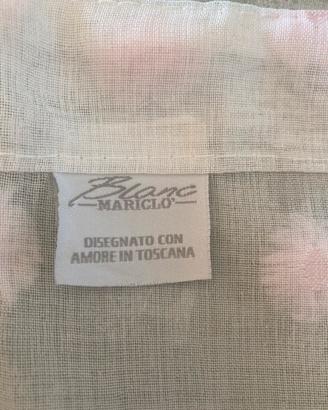 Blanc
MARICLO'
DISEGNATO CON
AMORE IN TOSCANA